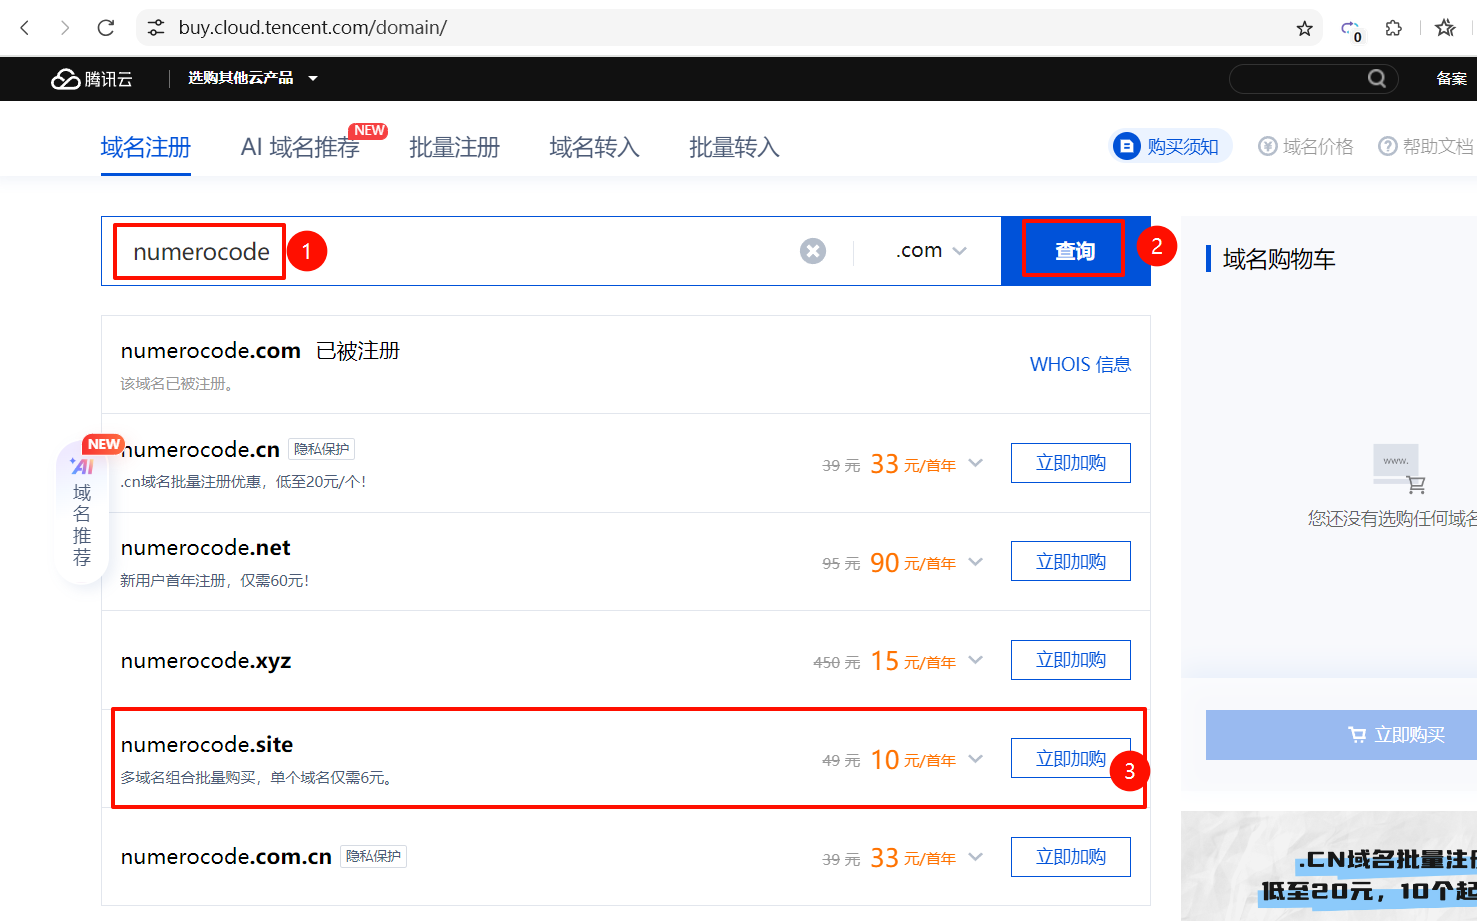 buy.cloud.tencent.com/domain/
0
腾讯云
选购其他云产品
备案
域名注册
AI 域名推荐
NEW
批量注册
域名转入
批量转入
购买须知
域名价格
帮助文档
numerocode
1
.com
查询
2
域名购物车
numerocode.com 已被注册
该域名已被注册。
WHOIS 信息
NEW
AI
域名推荐
numerocode.cn 隐私保护
.cn域名批量注册优惠，低至20元/个！
39 元 33 元/首年
立即加购
numerocode.net
新用户首年注册，仅需60元！
95 元 90 元/首年
立即加购
www.
您还没有选购任何域名
numerocode.xyz
450 元 15 元/首年
立即加购
numerocode.site
多域名组合批量购买，单个域名仅需6元。
49 元 10 元/首年
立即加购
3
立即购买
numerocode.com.cn 隐私保护
39 元 33 元/首年
立即加购
.CN域名批量注册
低至20元，10个起